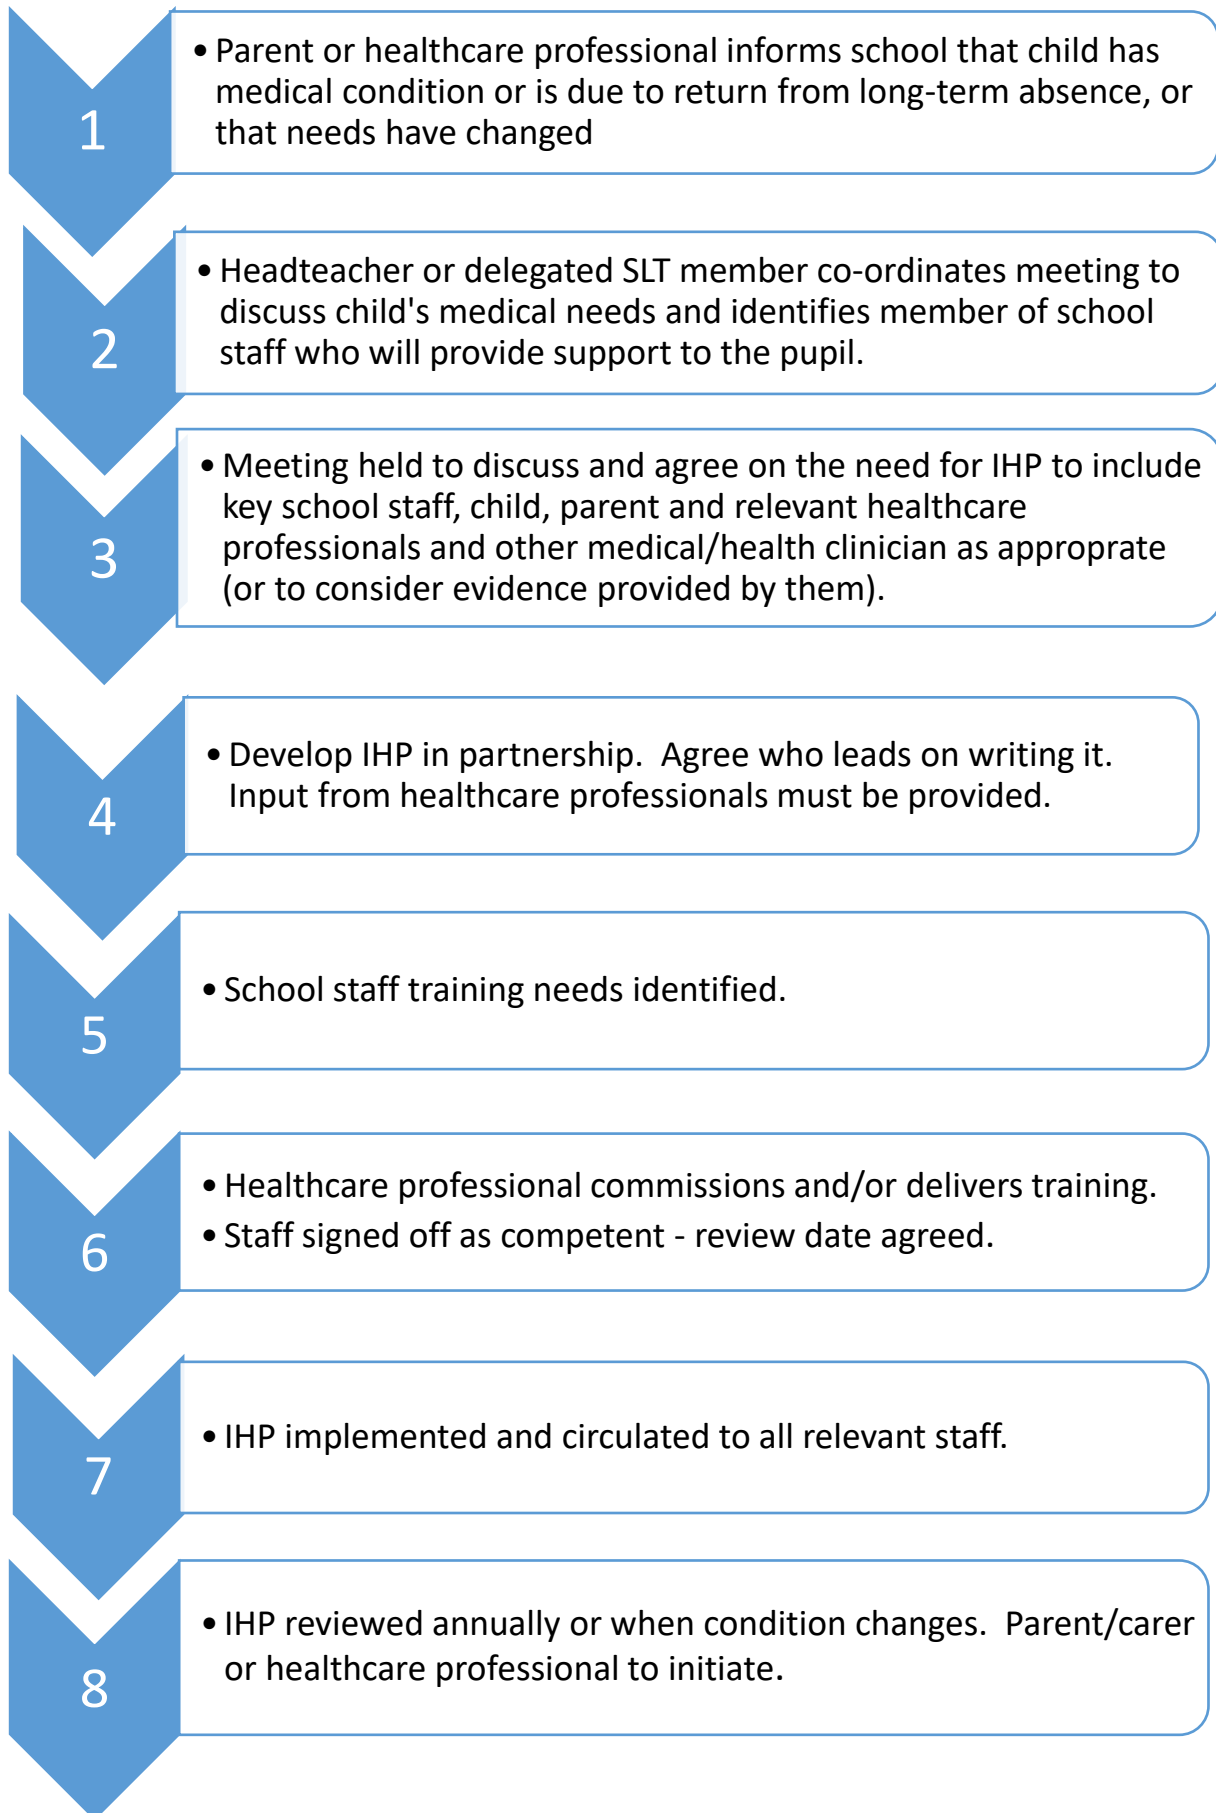 1
• Parent or healthcare professional informs school that child has
medical condition or is due to return from long-term absence, or
that needs have changed
2
• Headteacher or delegated SLT member co-ordinates meeting to
discuss child's medical needs and identifies member of school
staff who will provide support to the pupil.
3
• Meeting held to discuss and agree on the need for IHP to include
key school staff, child, parent and relevant healthcare
professionals and other medical/health clinician as approprate
(or to consider evidence provided by them).
4
• Develop IHP in partnership.  Agree who leads on writing it.
Input from healthcare professionals must be provided.
5
• School staff training needs identified.
6
• Healthcare professional commissions and/or delivers training.
• Staff signed off as competent - review date agreed.
7
• IHP implemented and circulated to all relevant staff.
8
• IHP reviewed annually or when condition changes.  Parent/carer
or healthcare professional to initiate.